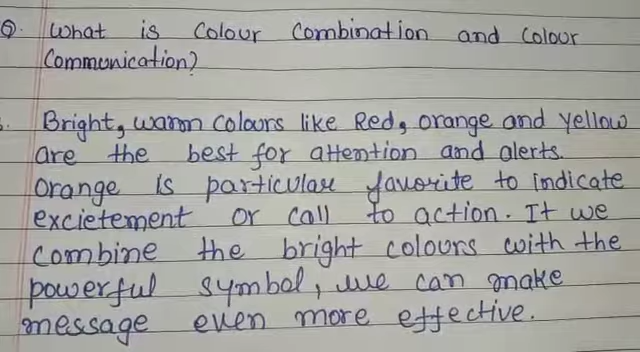 Q. What is Colour Combination and Colour
Communication?
Bright, warm Colours like Red, orange and yellow
are the best for attention and alerts.
Orange is particular favorite to indicate
excietement or call to action. It we
combine the bright colours with the
powerful symbol, we can make
message even more effective.